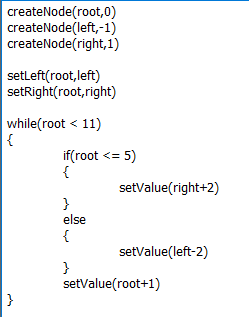 createNode(root,0)
createNode(left,-1)
createNode(right,1)

setLeft(root,left)
setRight(root,right)

while(root < 11)
{
	if(root <= 5)
	{
		setValue(right+2)
	}
	else
	{
		setValue(left-2)
	}
	setValue(root+1)
}